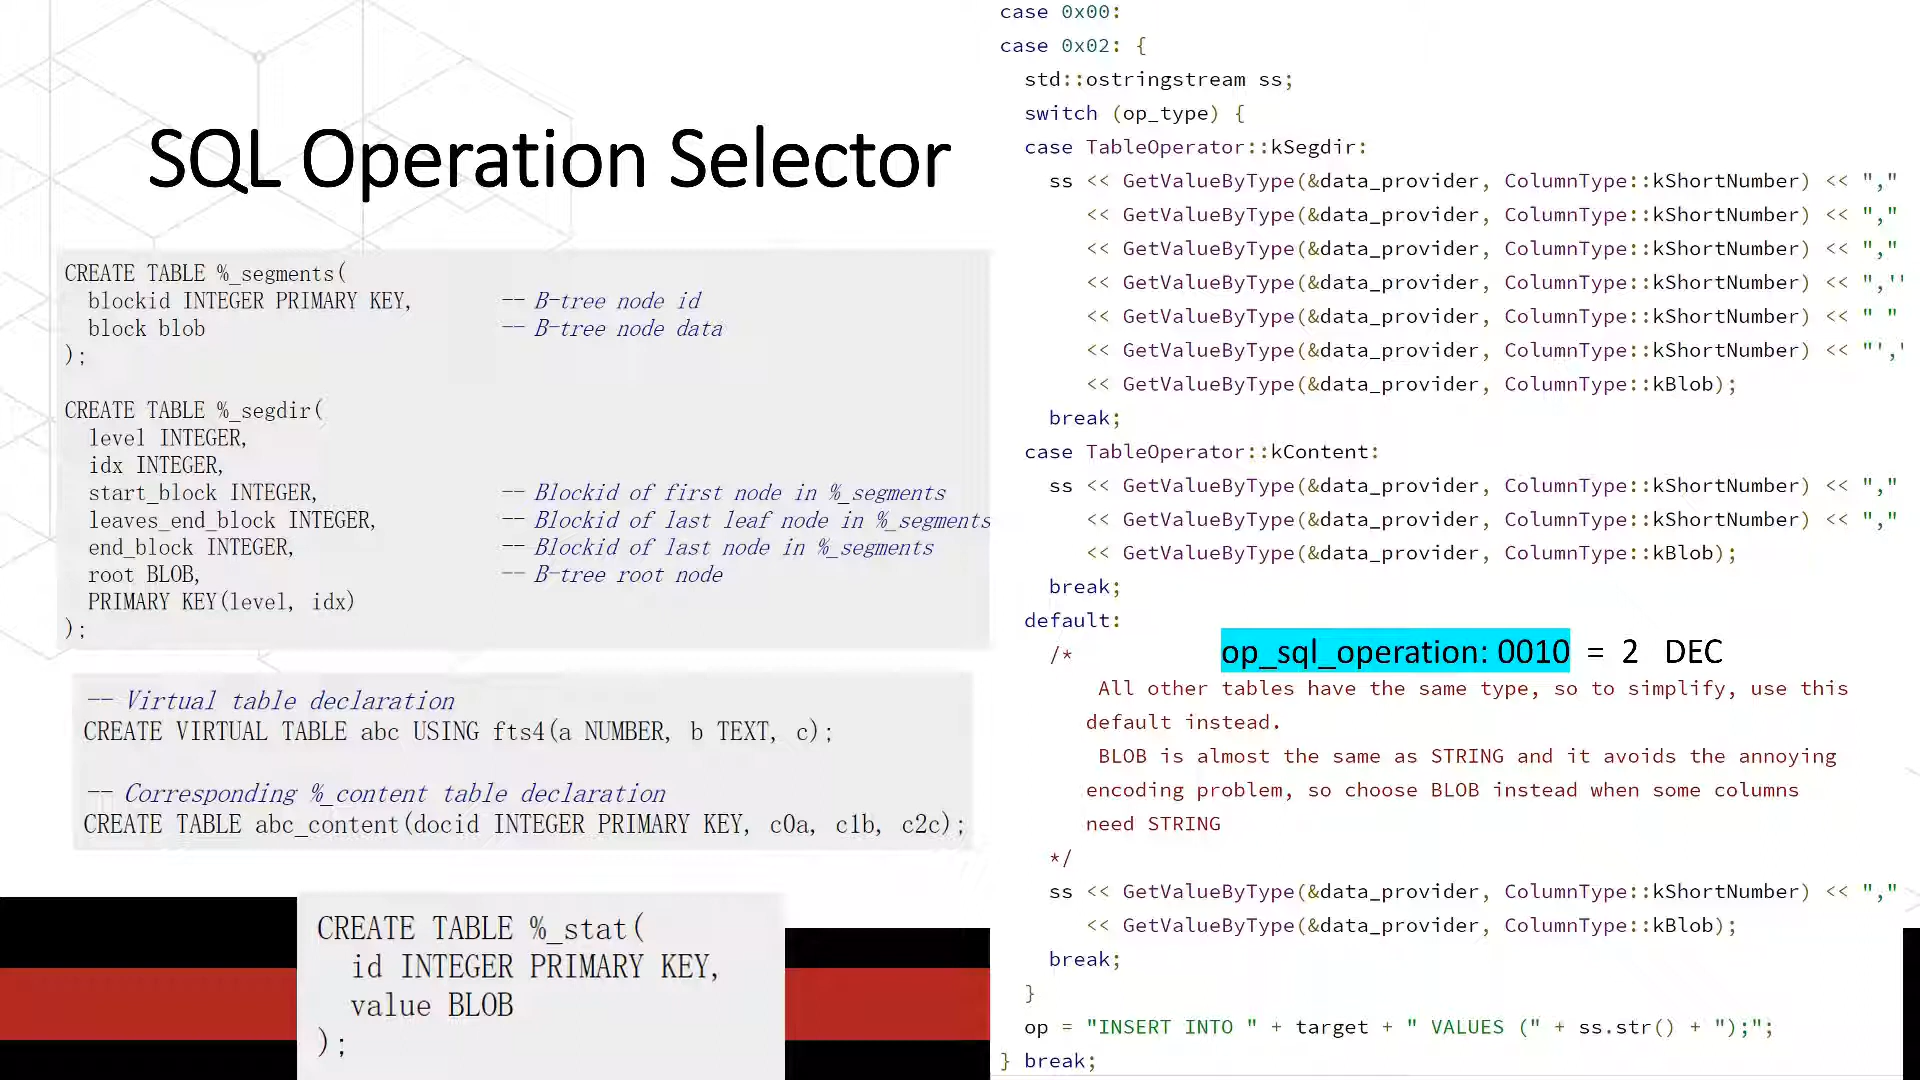 SQL Operation Selector
CREATE TABLE %_segments(
  blockid INTEGER PRIMARY KEY,       -- B-tree node id
  block blob                         -- B-tree node data
);
CREATE TABLE %_segdir(
  level INTEGER,
  idx INTEGER,
  start_block INTEGER,               -- Blockid of first node in %_segments
  leaves_end_block INTEGER,          -- Blockid of last leaf node in %_segments
  end_block INTEGER,                 -- Blockid of last node in %_segments
  root BLOB,                         -- B-tree root node
  PRIMARY KEY(level, idx)
);
-- Virtual table declaration
CREATE VIRTUAL TABLE abc USING fts4(a NUMBER, b TEXT, c);
-- Corresponding %_content table declaration
CREATE TABLE abc_content(docid INTEGER PRIMARY KEY, c0a, c1b, c2c);
CREATE TABLE %_stat(
  id INTEGER PRIMARY KEY,
  value BLOB
);
case 0x00:
case 0x02: {
  std::ostringstream ss;
  switch (op_type) {
  case TableOperator::kSegdir:
    ss << GetValueByType(&data_provider, ColumnType::kShortNumber) << ","
       << GetValueByType(&data_provider, ColumnType::kShortNumber) << ","
       << GetValueByType(&data_provider, ColumnType::kShortNumber) << ","
       << GetValueByType(&data_provider, ColumnType::kShortNumber) << ",''
       << GetValueByType(&data_provider, ColumnType::kShortNumber) << " "
       << GetValueByType(&data_provider, ColumnType::kShortNumber) << "','
       << GetValueByType(&data_provider, ColumnType::kBlob);
    break;
  case TableOperator::kContent:
    ss << GetValueByType(&data_provider, ColumnType::kShortNumber) << ","
       << GetValueByType(&data_provider, ColumnType::kShortNumber) << ","
       << GetValueByType(&data_provider, ColumnType::kBlob);
    break;
  default:
    /*
op_sql_operation: 0010 = 2 DEC
        All other tables have the same type, so to simplify, use this
       default instead.
        BLOB is almost the same as STRING and it avoids the annoying
       encoding problem, so choose BLOB instead when some columns
       need STRING
    */
    ss << GetValueByType(&data_provider, ColumnType::kShortNumber) << ","
       << GetValueByType(&data_provider, ColumnType::kBlob);
    break;
  }
  op = "INSERT INTO " + target + " VALUES (" + ss.str() + ");";
} break;